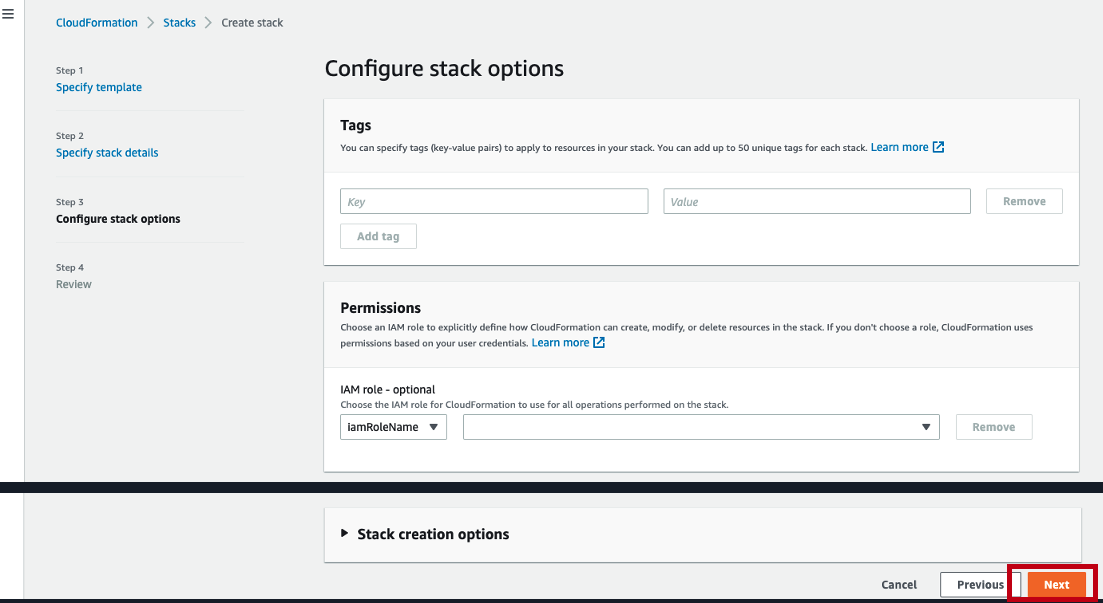 CloudFormation > Stacks > Create stack
Step 1
Specify template
Step 2
Specify stack details
Step 3
Configure stack options
Step 4
Review
Configure stack options
Tags
You can specify tags (key-value pairs) to apply to resources in your stack. You can add up to 50 unique tags for each stack. Learn more
Key
Value
Remove
Add tag
Permissions
Choose an IAM role to explicitly define how CloudFormation can create, modify, or delete resources in the stack. If you don't choose a role, CloudFormation uses
permissions based on your user credentials. Learn more
IAM role - optional
Choose the IAM role for CloudFormation to use for all operations performed on the stack.
iamRoleName
Remove
Stack creation options
Cancel
Previous
Next